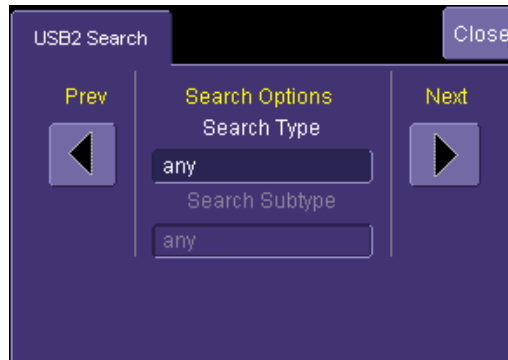 USB2 Search
Close
Prev
Search Options
Next
Search Type
any
Search Subtype
any